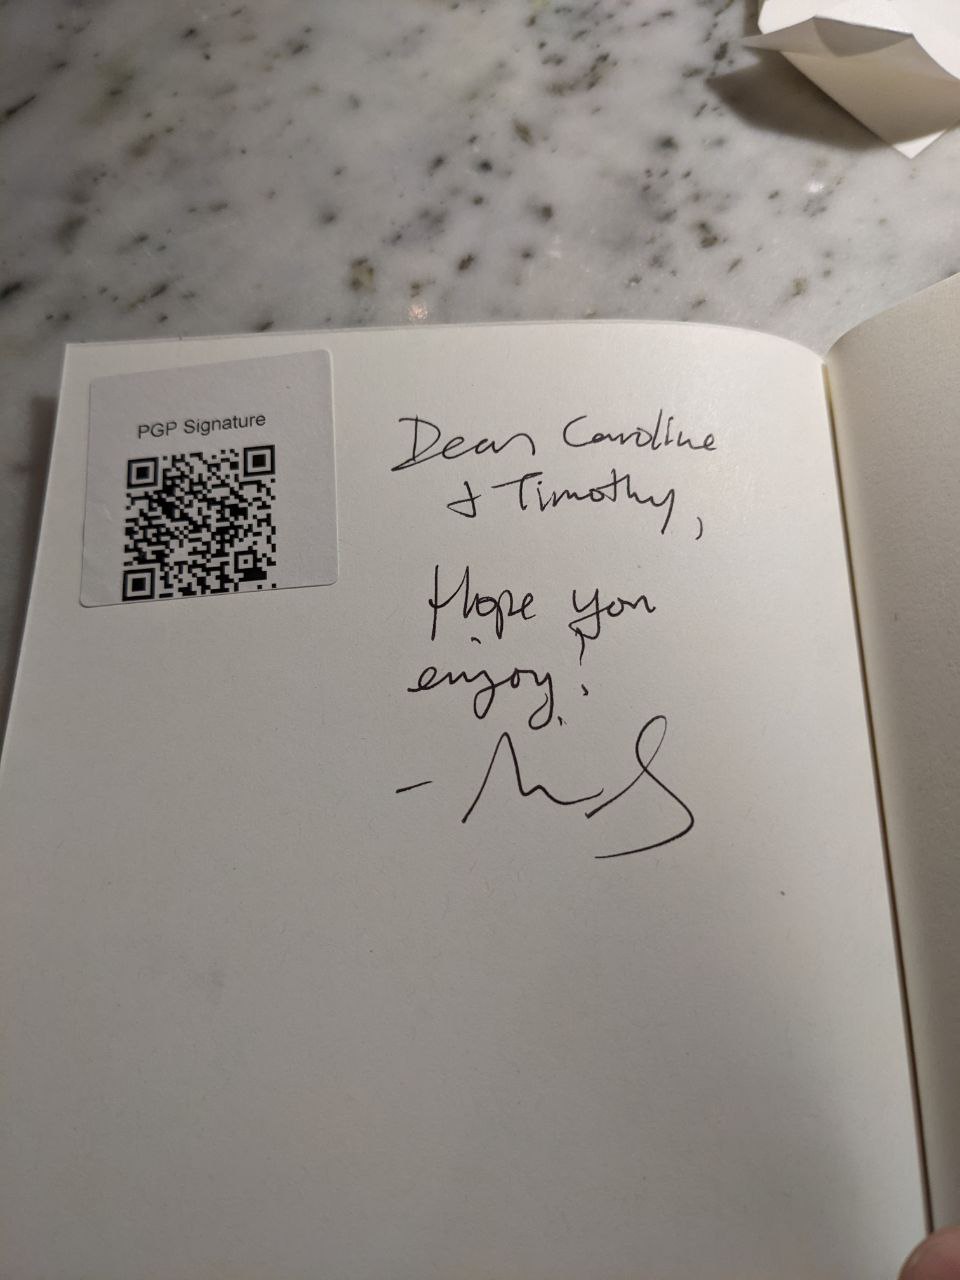 PGP Signature
Dear Caroline
& Timothy,
Hope you
enjoy!
-